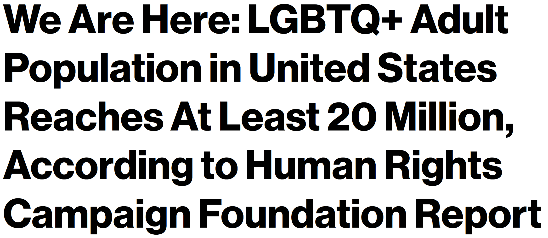 We Are Here: LGBTQ+ Adult
Population in United States
Reaches At Least 20 Million,
According to Human Rights
Campaign Foundation Report